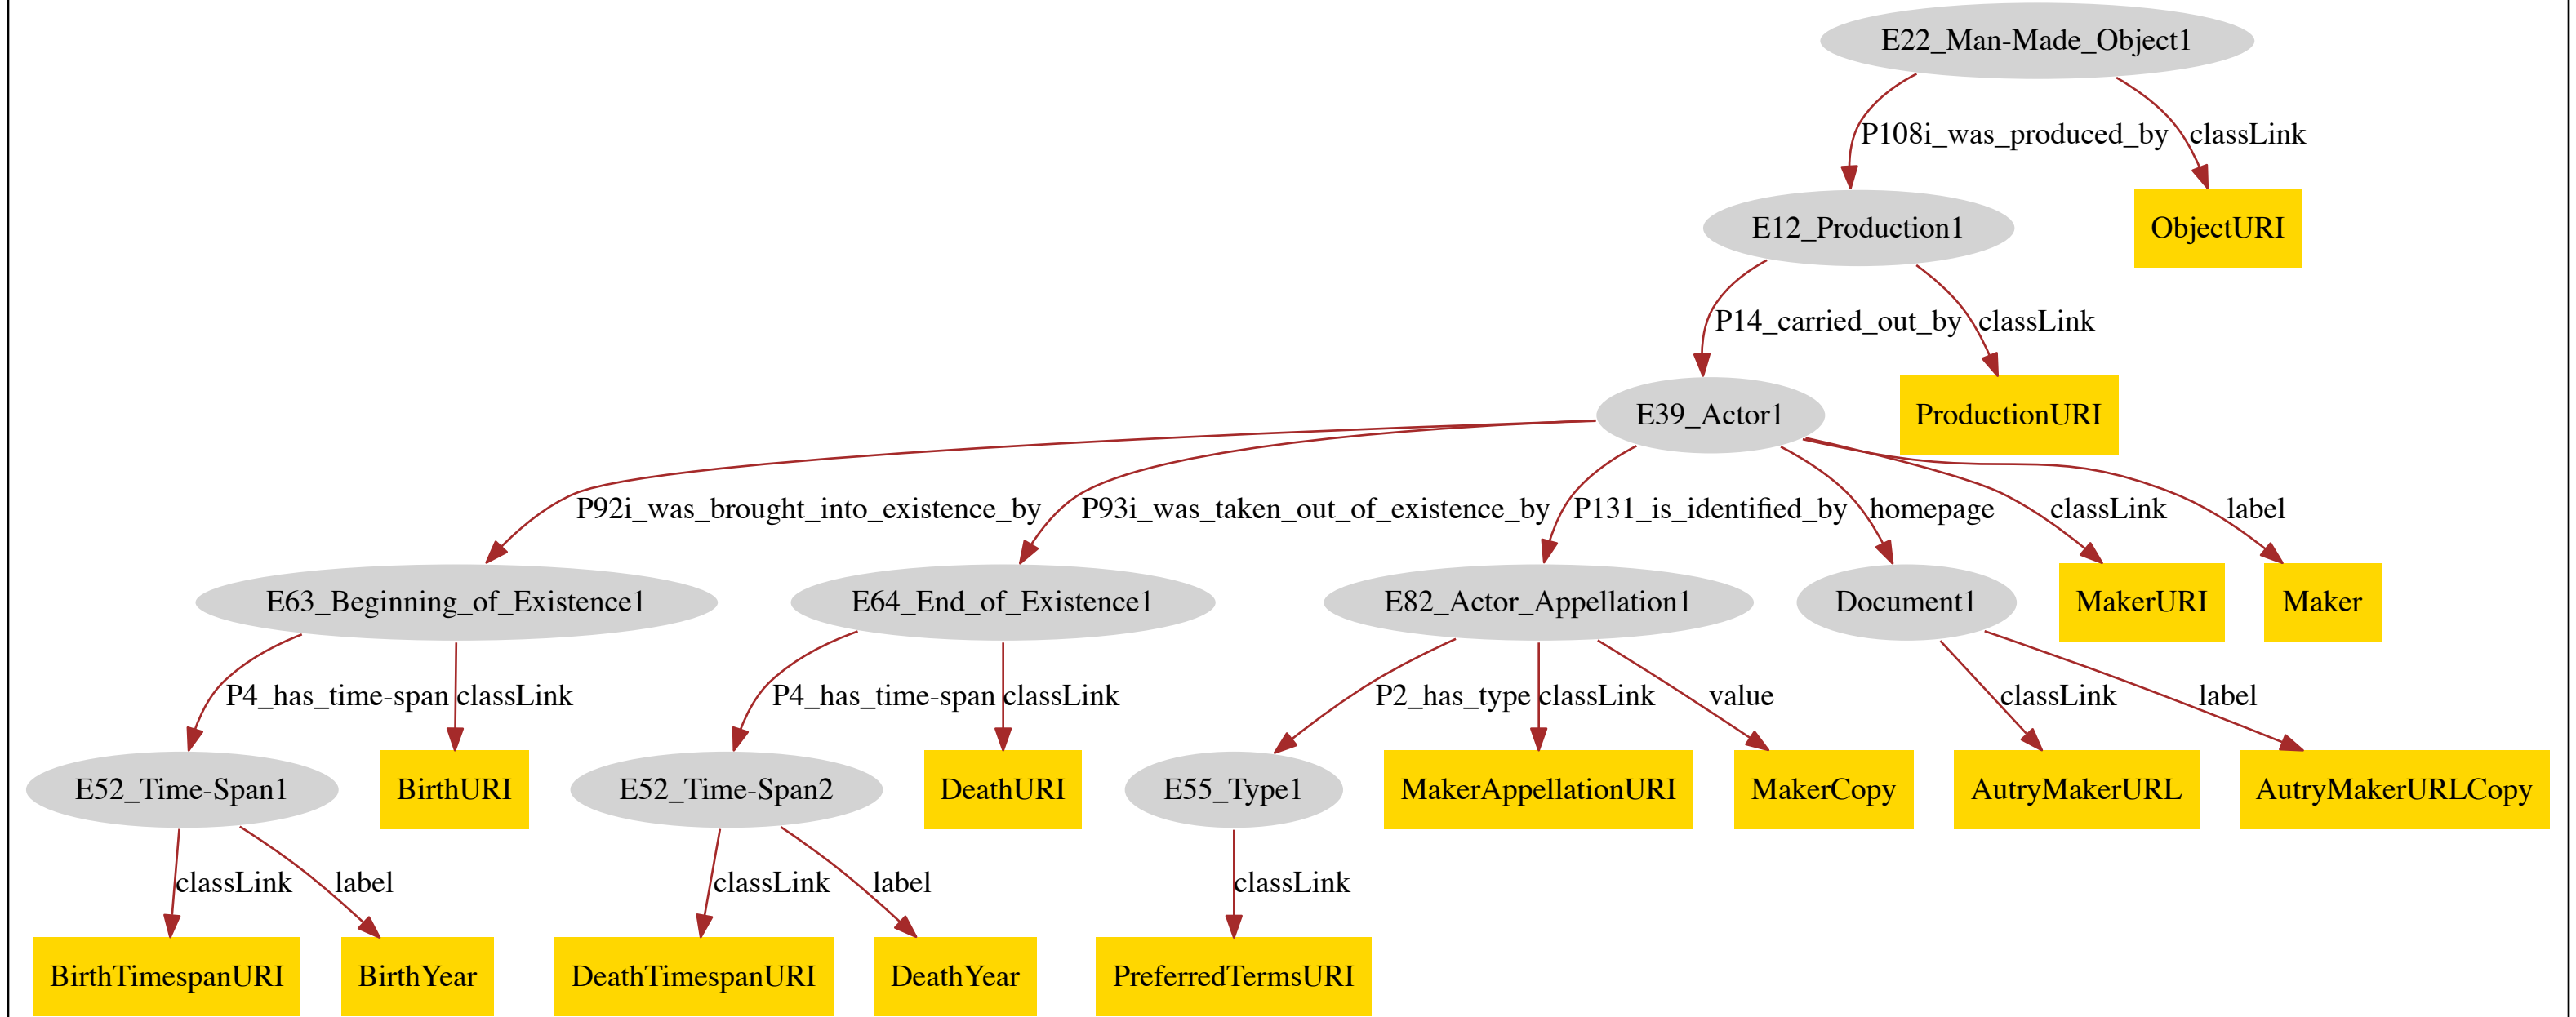 E22_Man-Made_Object1
P108i_was_produced_by classLink
E12_Production1 ObjectURI
P14_carried_out_by classLink
E39_Actor1 ProductionURI
P92i_was_brought_into_existence_by P93i_was_taken_out_of_existence_by P131_is_identified_by homepage classLink label
E63_Beginning_of_Existence1 E64_End_of_Existence1 E82_Actor_Appellation1 Document1 MakerURI Maker
P4_has_time-span classLink P4_has_time-span classLink P2_has_type classLink value classLink label
E52_Time-Span1 BirthURI E52_Time-Span2 DeathURI E55_Type1 MakerAppellationURI MakerCopy AutryMakerURL AutryMakerURLCopy
classLink label classLink label classLink
BirthTimespanURI BirthYear DeathTimespanURI DeathYear PreferredTermsURI